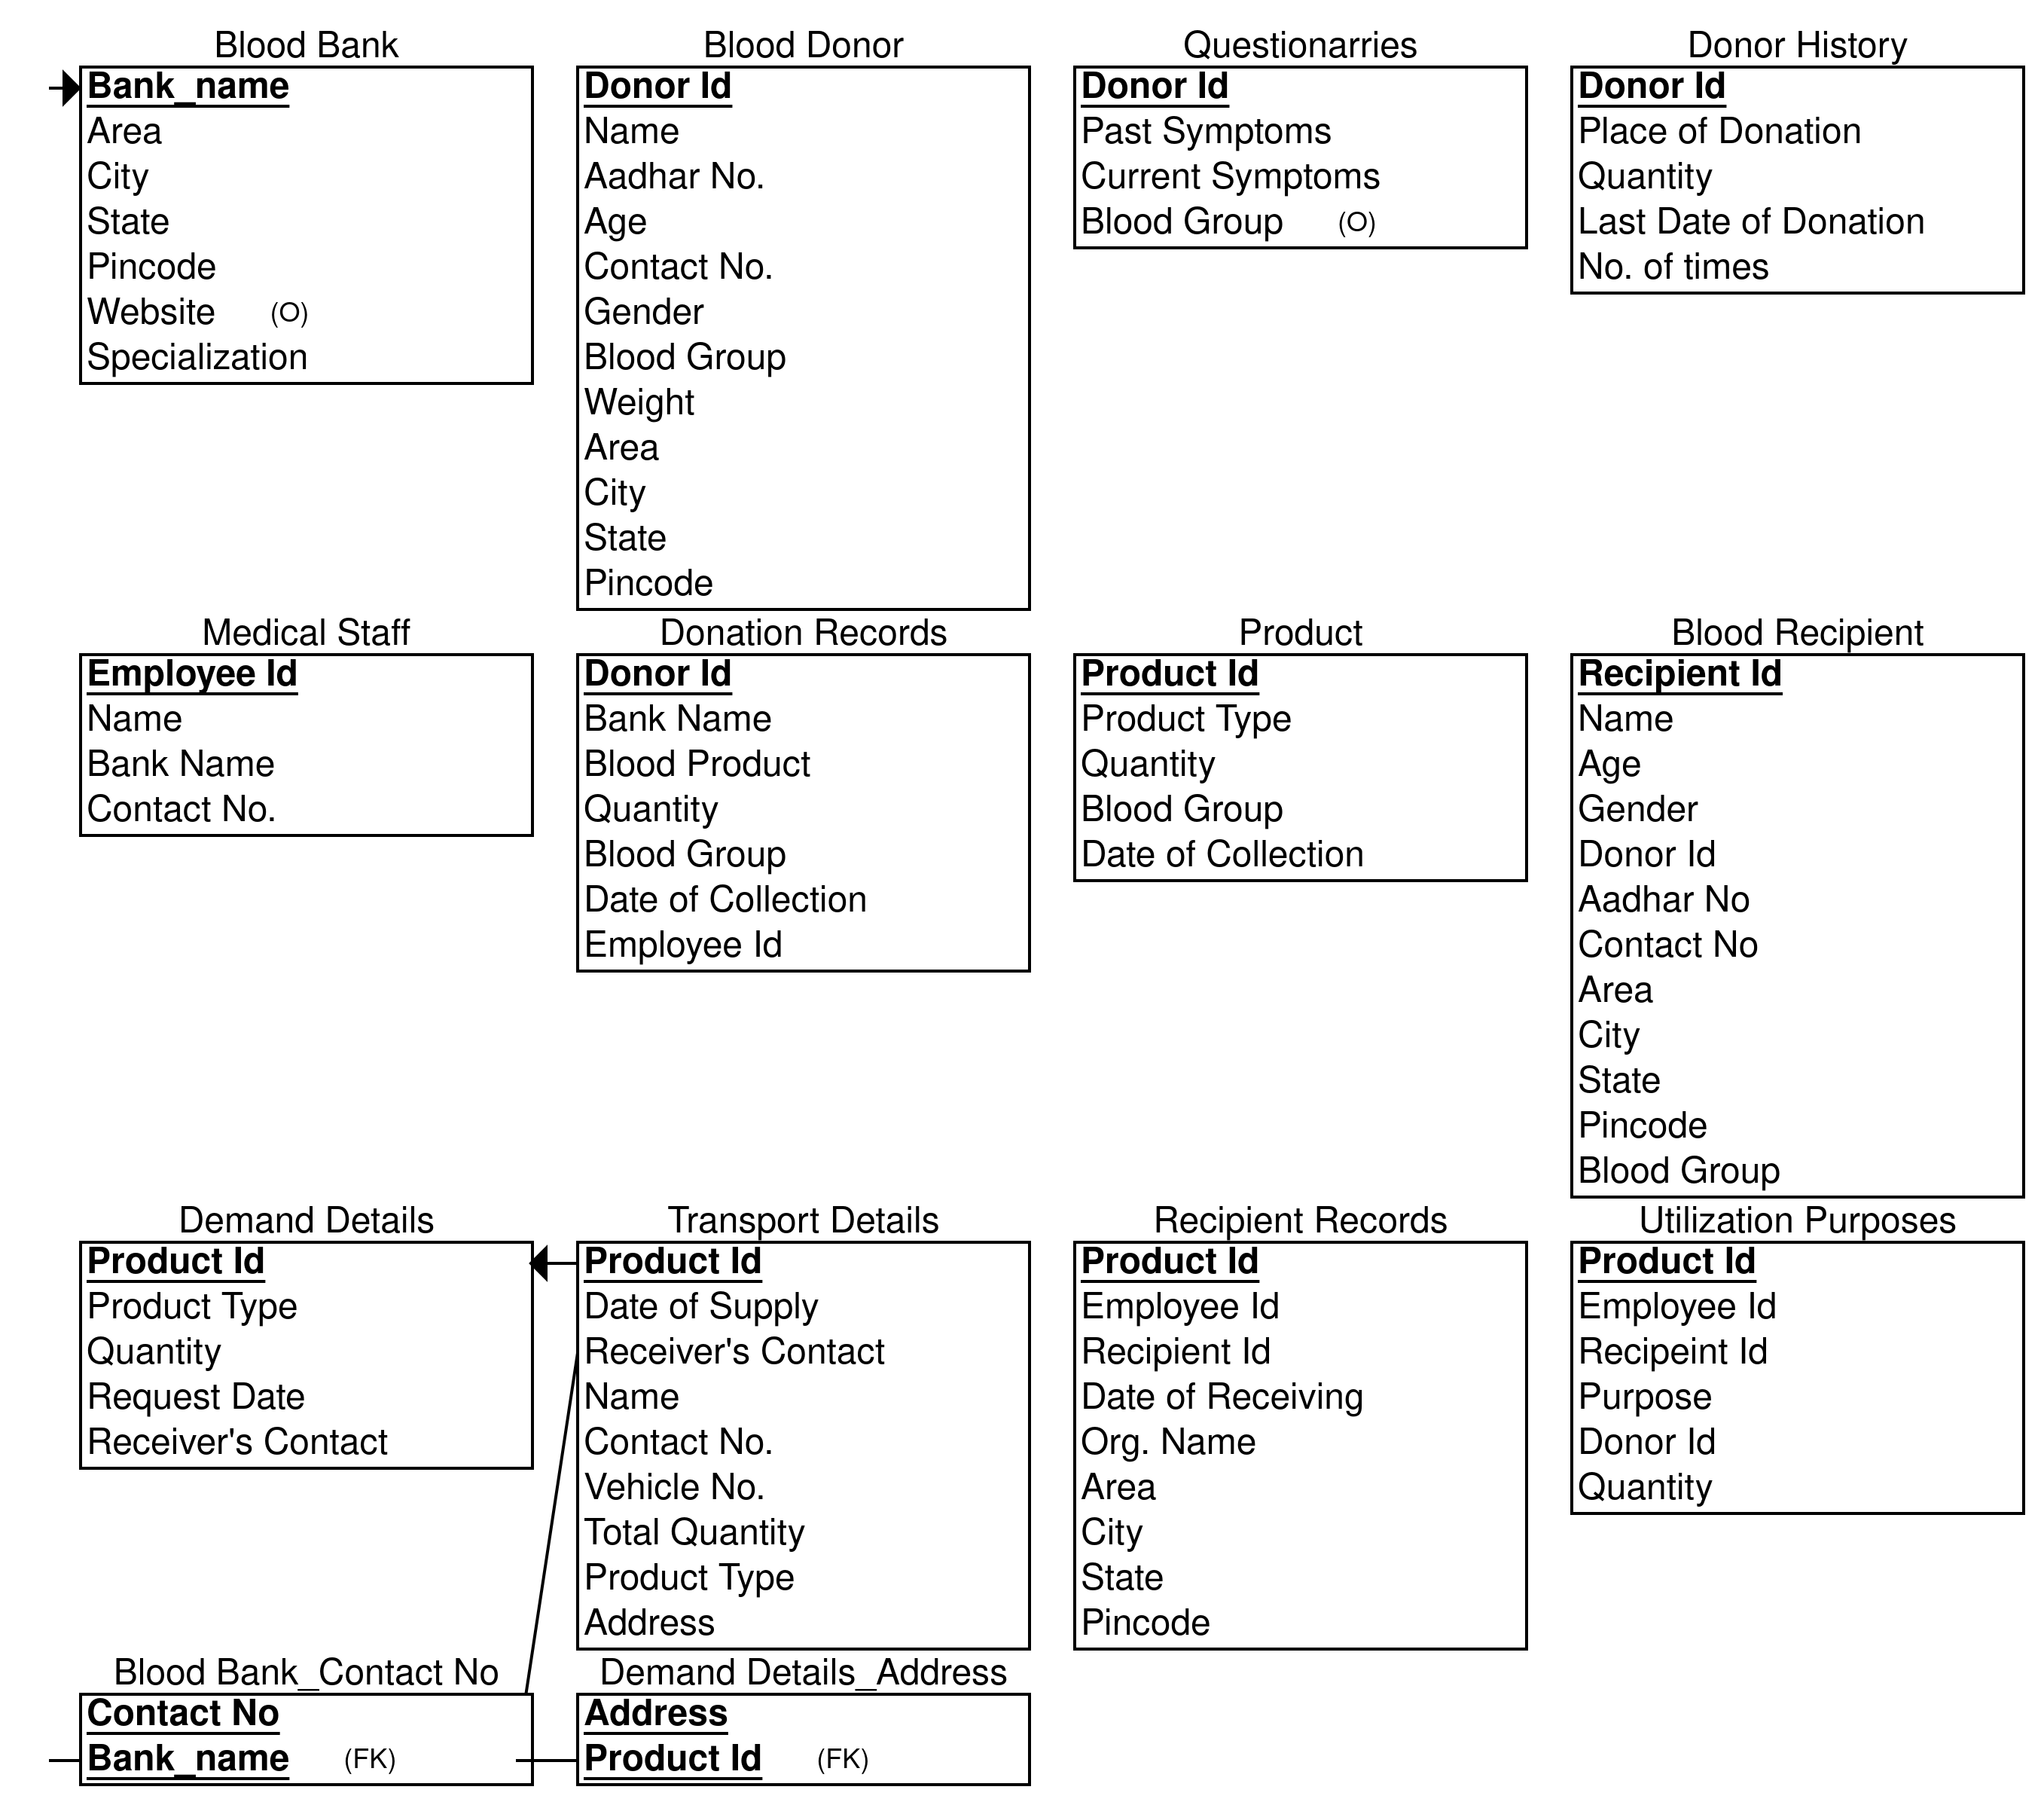 Blood Bank
Bank_name
Area
City
State
Pincode
Website (O)
Specialization
Blood Donor
Donor Id
Name
Aadhar No.
Age
Contact No.
Gender
Blood Group
Weight
Area
City
State
Pincode
Questionarries
Donor Id
Past Symptoms
Current Symptoms
Blood Group (O)
Donor History
Donor Id
Place of Donation
Quantity
Last Date of Donation
No. of times
Medical Staff
Employee Id
Name
Bank Name
Contact No.
Donation Records
Donor Id
Bank Name
Blood Product
Quantity
Blood Group
Date of Collection
Employee Id
Product
Product Id
Product Type
Quantity
Blood Group
Date of Collection
Blood Recipient
Recipient Id
Name
Age
Gender
Donor Id
Aadhar No
Contact No
Area
City
State
Pincode
Blood Group
Demand Details
Product Id
Product Type
Quantity
Request Date
Receiver's Contact
Transport Details
Product Id
Date of Supply
Receiver's Contact
Name
Contact No.
Vehicle No.
Total Quantity
Product Type
Address
Recipient Records
Product Id
Employee Id
Recipient Id
Date of Receiving
Org. Name
Area
City
State
Pincode
Utilization Purposes
Product Id
Employee Id
Recipeint Id
Purpose
Donor Id
Quantity
Blood Bank_Contact No
Contact No
Bank_name (FK)
Demand Details_Address
Address
Product Id (FK)